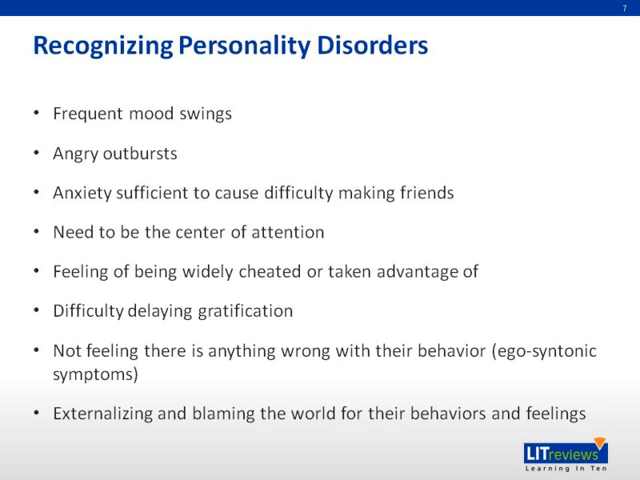 7
Recognizing Personality Disorders
• Frequent mood swings
• Angry outbursts
• Anxiety sufficient to cause difficulty making friends
• Need to be the center of attention
• Feeling of being widely cheated or taken advantage of
• Difficulty delaying gratification
• Not feeling there is anything wrong with their behavior (ego-syntonic
symptoms)
• Externalizing and blaming the world for their behaviors and feelings
LITreviews
Learning In Ten